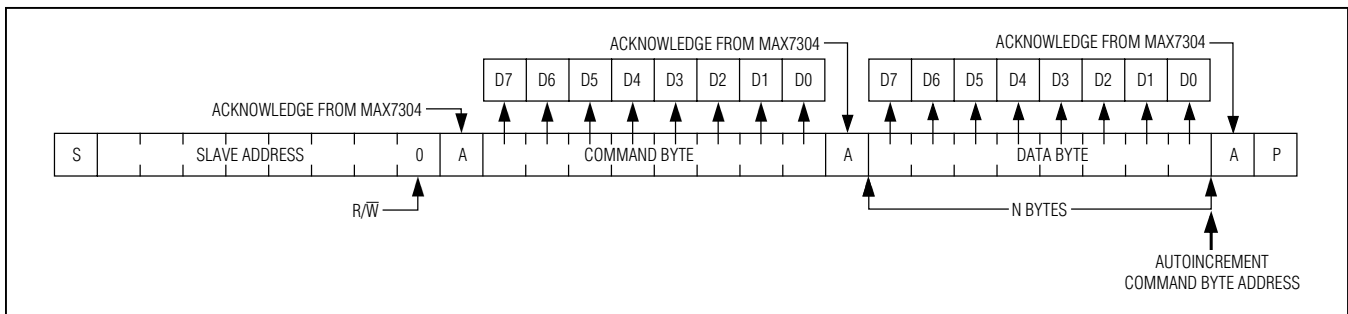 ACKNOWLEDGE FROM MAX7304
ACKNOWLEDGE FROM MAX7304
D7 D6 D5 D4 D3 D2 D1 D0
D7 D6 D5 D4 D3 D2 D1 D0
ACKNOWLEDGE FROM MAX7304
S SLAVE ADDRESS 0 A COMMAND BYTE A DATA BYTE A P
R/W̅
N BYTES
AUTOINCREMENT
COMMAND BYTE ADDRESS